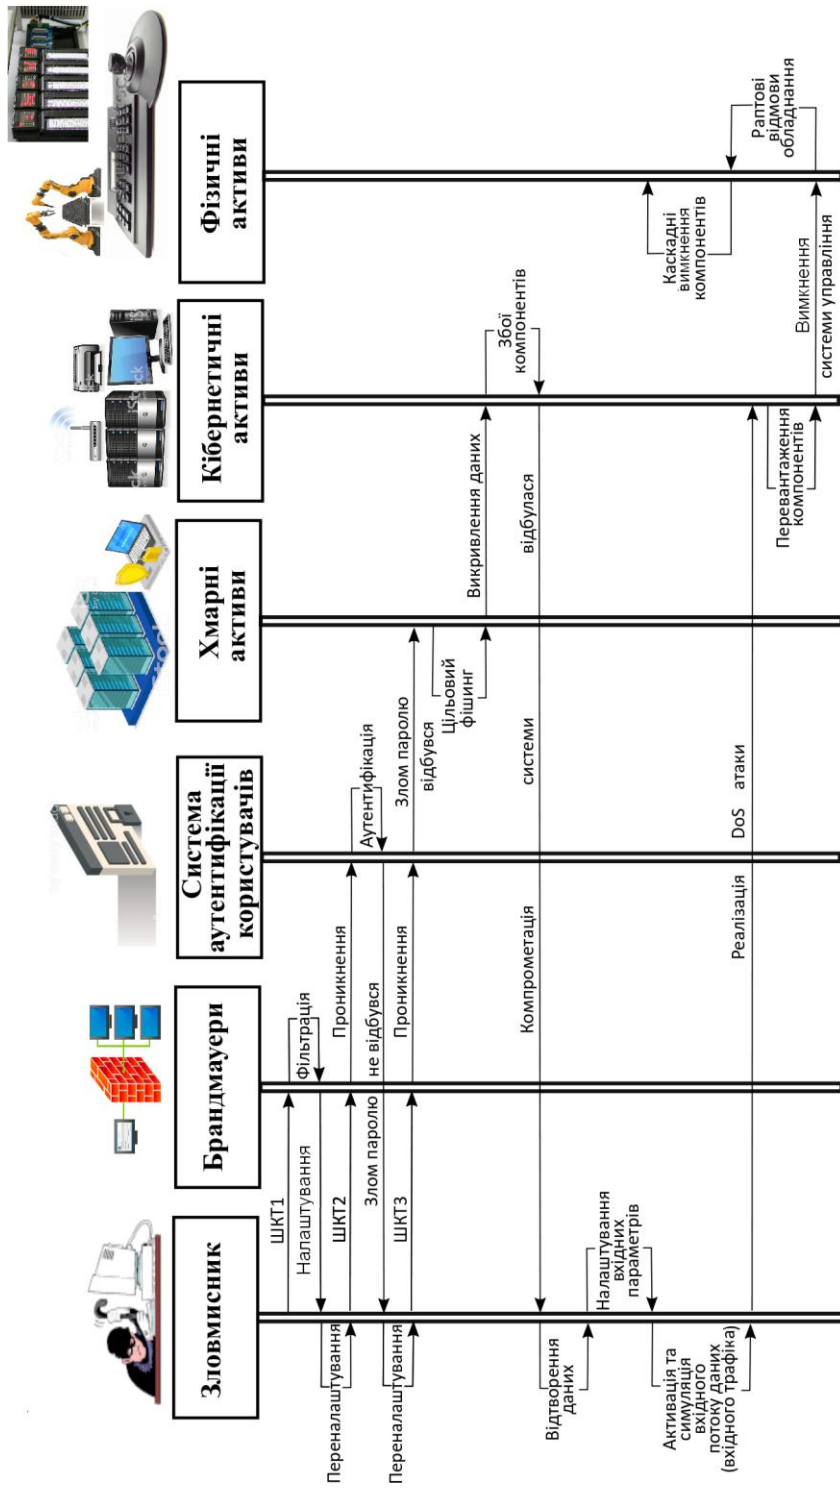 Зловмисник
Брандмауери
Система
аутентифікації
користувачів
Хмарні
активи
Кібернетичні
активи
Фізичні
активи
ШКТ1
Фільтрація
Налаштування
Переналаштування
ШКТ2
Проникнення
Аутентифікація
Злом паролю не відбувся
Переналаштування
ШКТ3
Проникнення
Злом паролю
відбувся
Цільовий
фішинг
Викривлення даних
Збої
компонентів
Компрометація системи відбулася
Відтворення
даних
Налаштування
вхідних
параметрів
Активація та
симуляція
вхідного
потоку даних
(вхідного трафіка)
Реалізація DoS атаки
Перевантаження
компонентів
Вимкнення
системи управління
Раптові
відмови
обладнання
Каскадні
вимкнення
компонентів
iStock